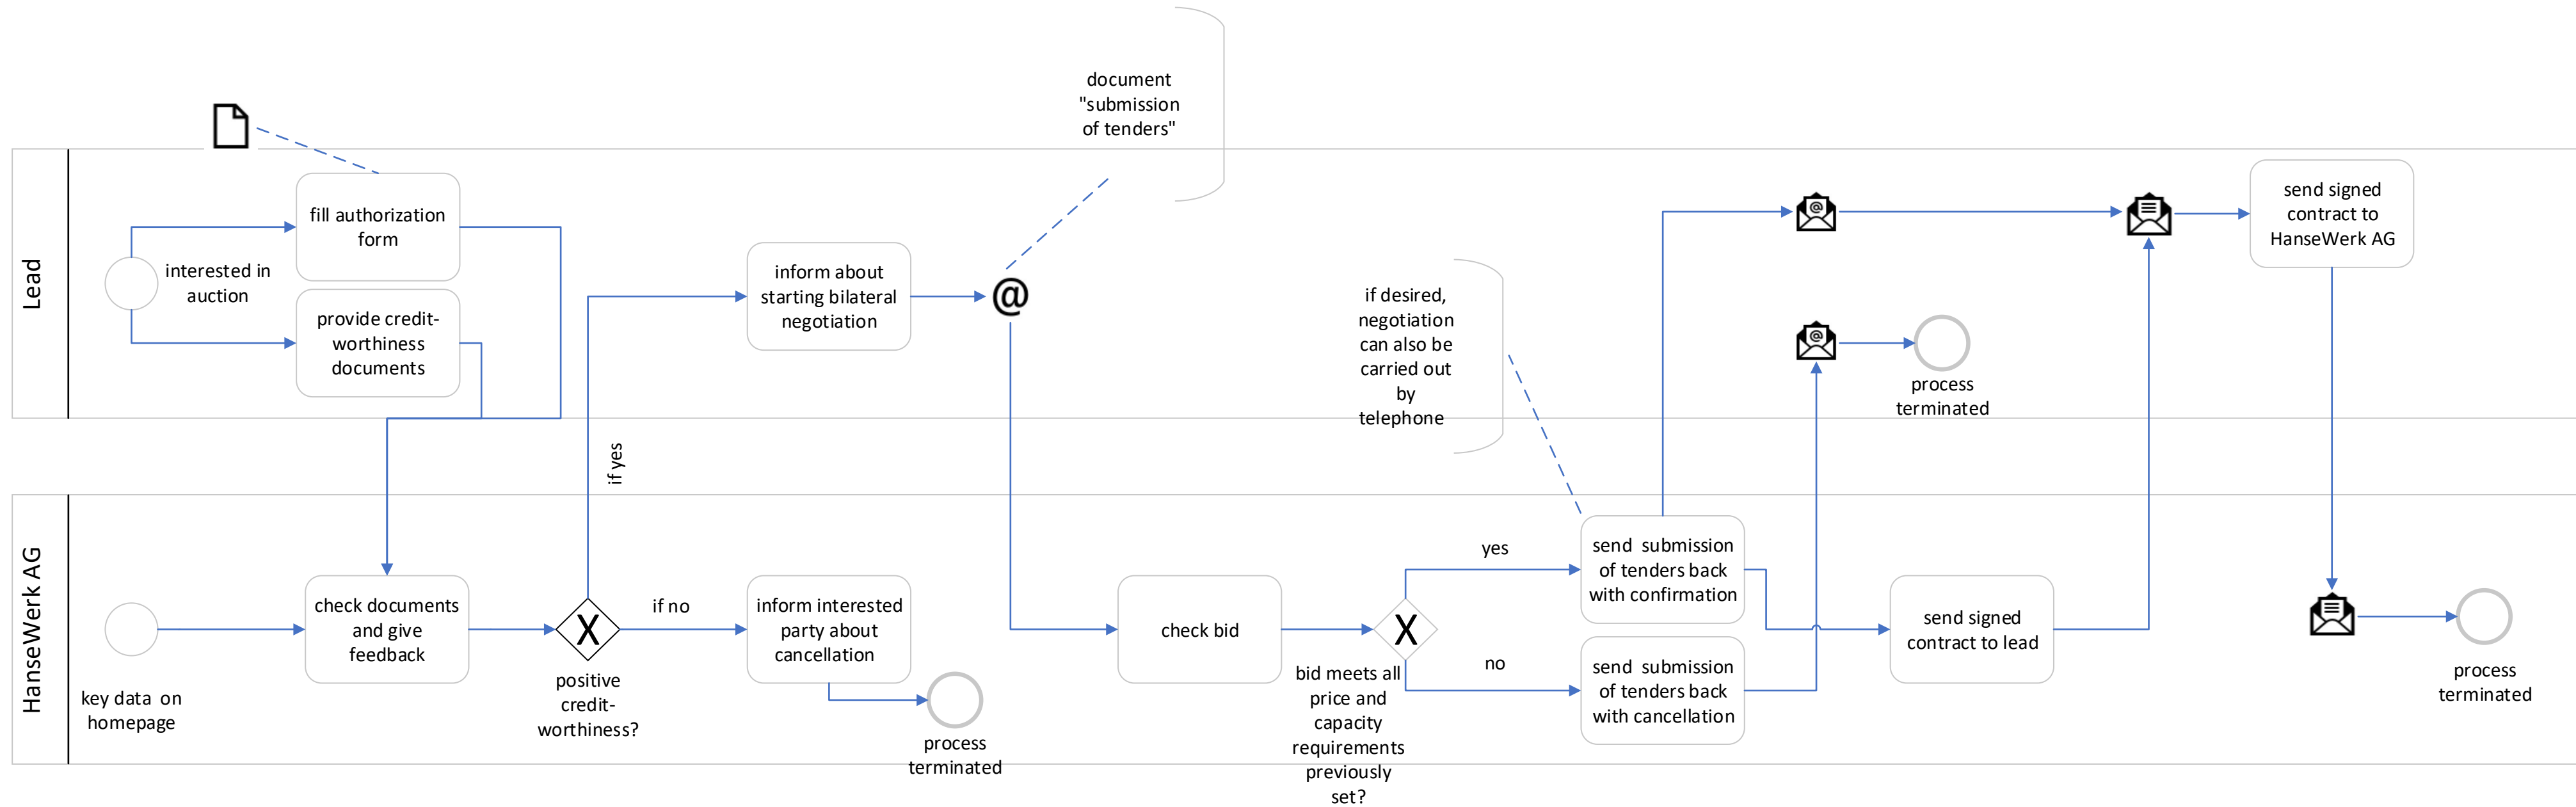 document
"submission
of tenders"
Lead
fill authorization
form
interested in
auction
provide credit-
worthiness
documents
inform about
starting bilateral
negotiation
@
if desired,
negotiation
can also be
carried out
by
telephone
@
@
process
terminated
send signed
contract to
HanseWerk AG
if yes
HanseWerk AG
key data on
homepage
check documents
and give
feedback
X
positive
credit-
worthiness?
if no
inform interested
party about
cancellation
process
terminated
check bid
X
bid meets all
price and
capacity
requirements
previously
set?
yes
no
send submission
of tenders back
with confirmation
send submission
of tenders back
with cancellation
send signed
contract to lead
process
terminated